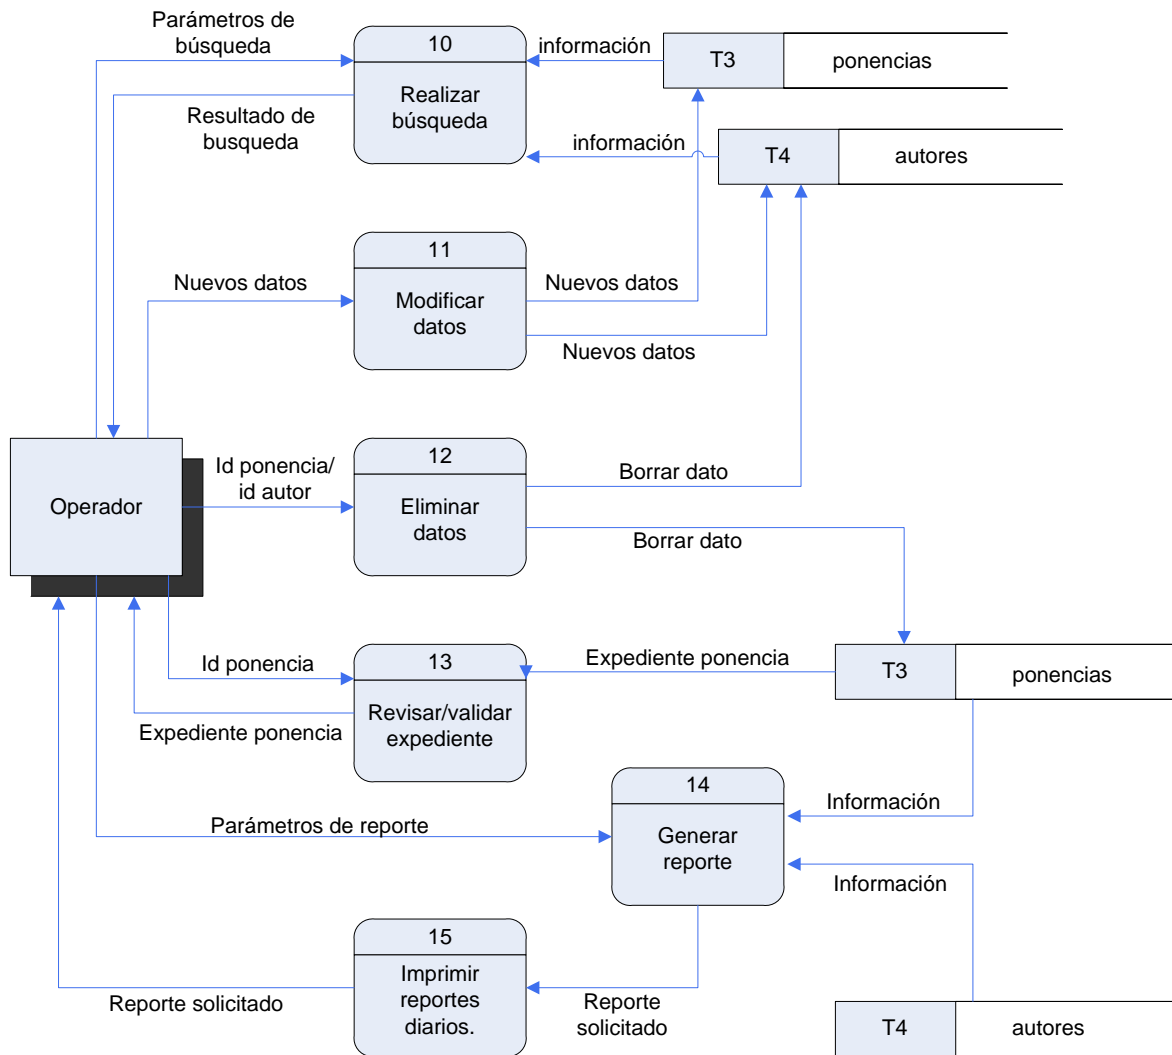 Parámetros de
búsqueda
10
información
T3
ponencias
Realizar
búsqueda
Resultado de
busqueda
información
T4
autores
11
Nuevos datos
Modificar
datos
Nuevos datos
Nuevos datos
Operador
Id ponencia/
id autor
12
Eliminar
datos
Borrar dato
Borrar dato
Id ponencia
13
Expediente ponencia
T3
ponencias
Revisar/validar
expediente
Expediente ponencia
14
Información
Parámetros de reporte
Generar
reporte
Información
15
Imprimir
reportes
diarios.
Reporte solicitado
Reporte
solicitado
T4
autores